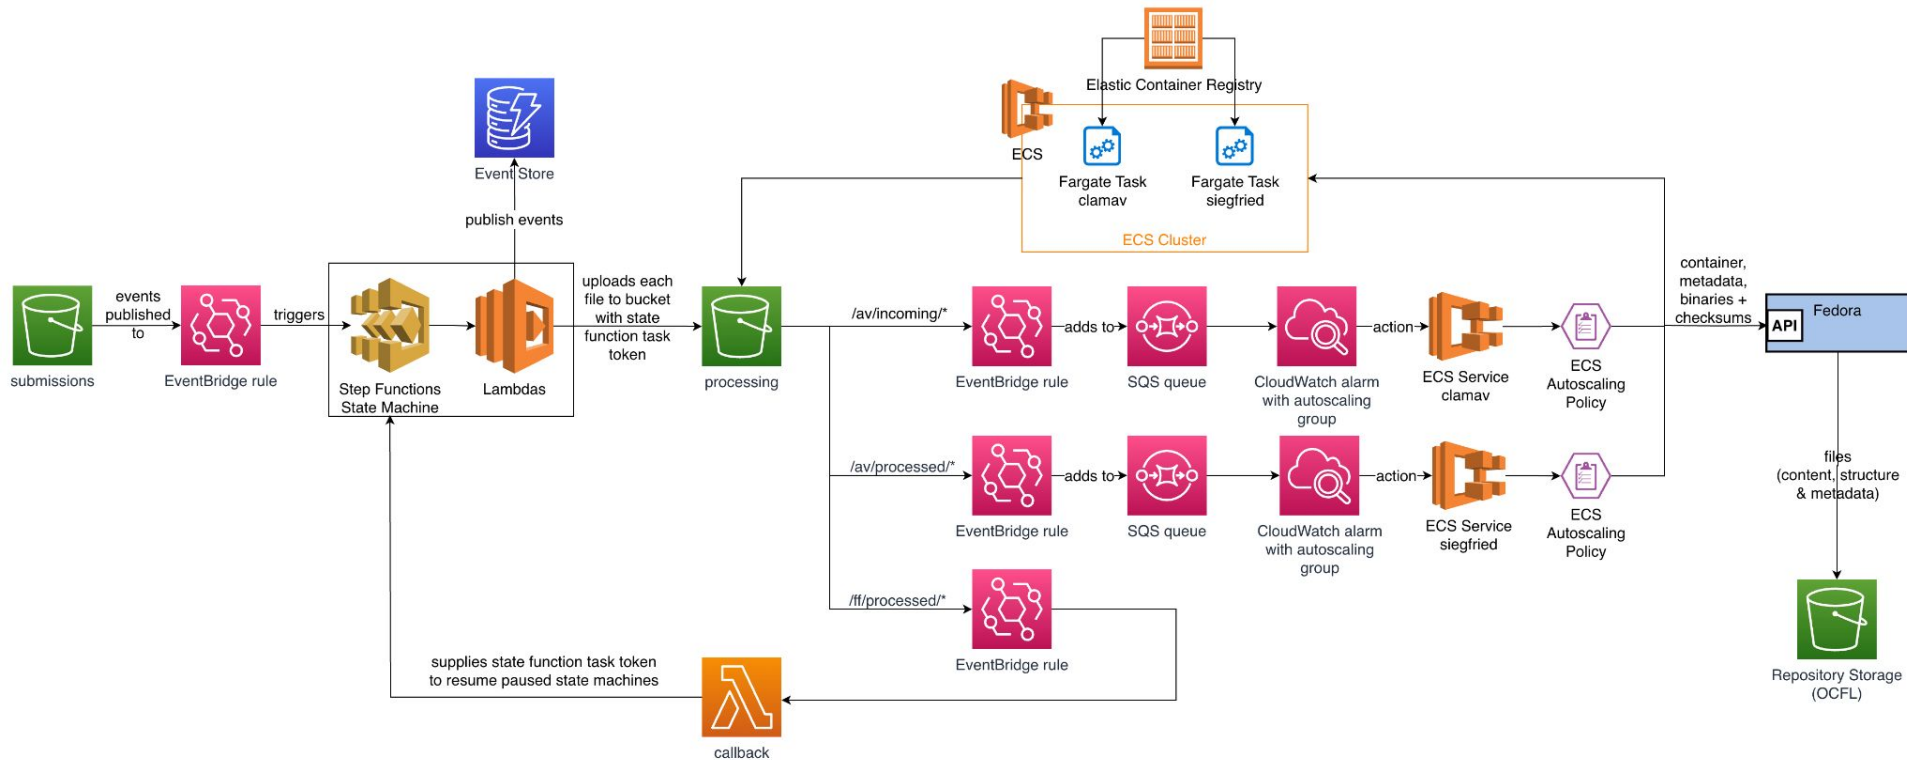 Elastic Container Registry
ECS
Fargate Task
clamav
Fargate Task
siegfried
ECS Cluster
Event Store
publish events
submissions
events
published
to
EventBridge rule
triggers
Step Functions
State Machine
Lambdas
uploads each
file to bucket
with state
function task
token
processing
/av/incoming/*
EventBridge rule
adds to
SQS queue
CloudWatch alarm
with autoscaling
group
action
ECS Service
clamav
ECS
Autoscaling
Policy
container,
metadata,
binaries +
checksums
API
Fedora
/av/processed/*
EventBridge rule
adds to
SQS queue
CloudWatch alarm
with autoscaling
group
action
ECS Service
siegfried
ECS
Autoscaling
Policy
files
(content, structure
& metadata)
/ff/processed/*
EventBridge rule
Repository Storage
(OCFL)
supplies state function task token
to resume paused state machines
callback